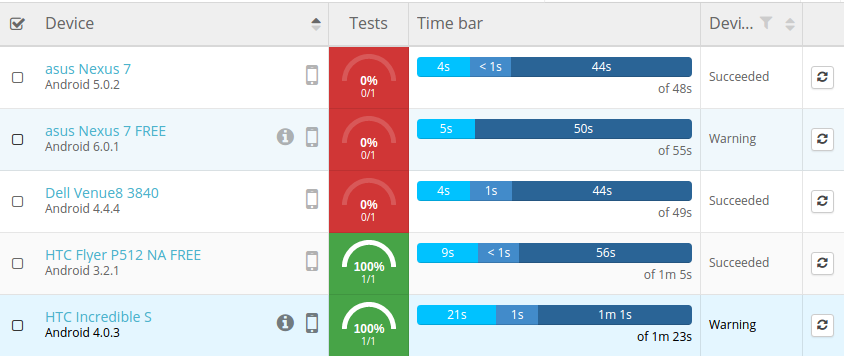 Device Tests Time bar Devi...
asus Nexus 7
Android 5.0.2
0%
0/1
4s < 1s 44s
of 48s
Succeeded
asus Nexus 7 FREE
Android 6.0.1
0%
0/1
5s 50s
of 55s
Warning
Dell Venue8 3840
Android 4.4.4
0%
0/1
4s 1s 44s
of 49s
Succeeded
HTC Flyer P512 NA FREE
Android 3.2.1
100%
1/1
9s < 1s 56s
of 1m 5s
Succeeded
HTC Incredible S
Android 4.0.3
100%
1/1
21s 1s 1m 1s
of 1m 23s
Warning